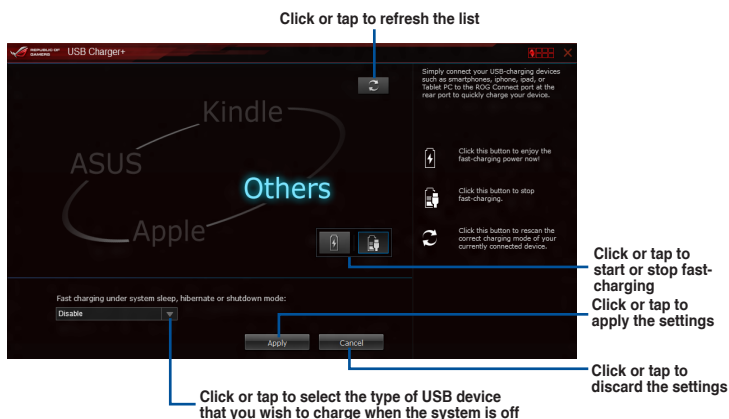 Click or tap to refresh the list
REPUBLIC OF
GAMERS
USB Charger+
Simply connect your USB-charging devices
such as smartphones, iphone, ipad, or
Tablet PC to the ROG Connect port at the
rear port to quickly charge your device.
Kindle
ASUS
Others
Apple
Click this button to enjoy the
fast-charging power now!
Click this button to stop
fast-charging.
Click this button to rescan the
correct charging mode of your
currently connected device.
Click or tap to
start or stop fast-
charging
Fast charging under system sleep, hibernate or shutdown mode:
Disable
Click or tap to
apply the settings
Apply
Cancel
Click or tap to
discard the settings
Click or tap to select the type of USB device
that you wish to charge when the system is off